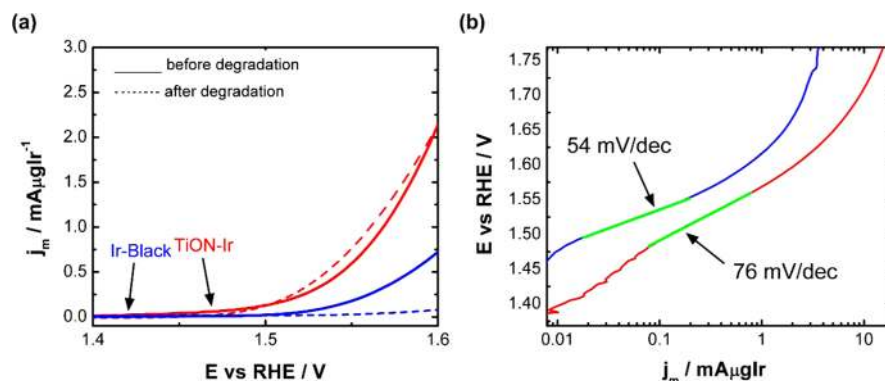 (a)
3.0
2.5
2.0
1.5
1.0
0.5
0.0
j_m / mAμgIr⁻¹
before degradation
after degradation
Ir-Black
TiON-Ir
1.4
1.5
1.6
E vs RHE / V
(b)
1.75
1.70
1.65
1.60
1.55
1.50
1.45
1.40
E vs RHE / V
54 mV/dec
76 mV/dec
0.01
0.1
1
10
j_m / mAμgIr